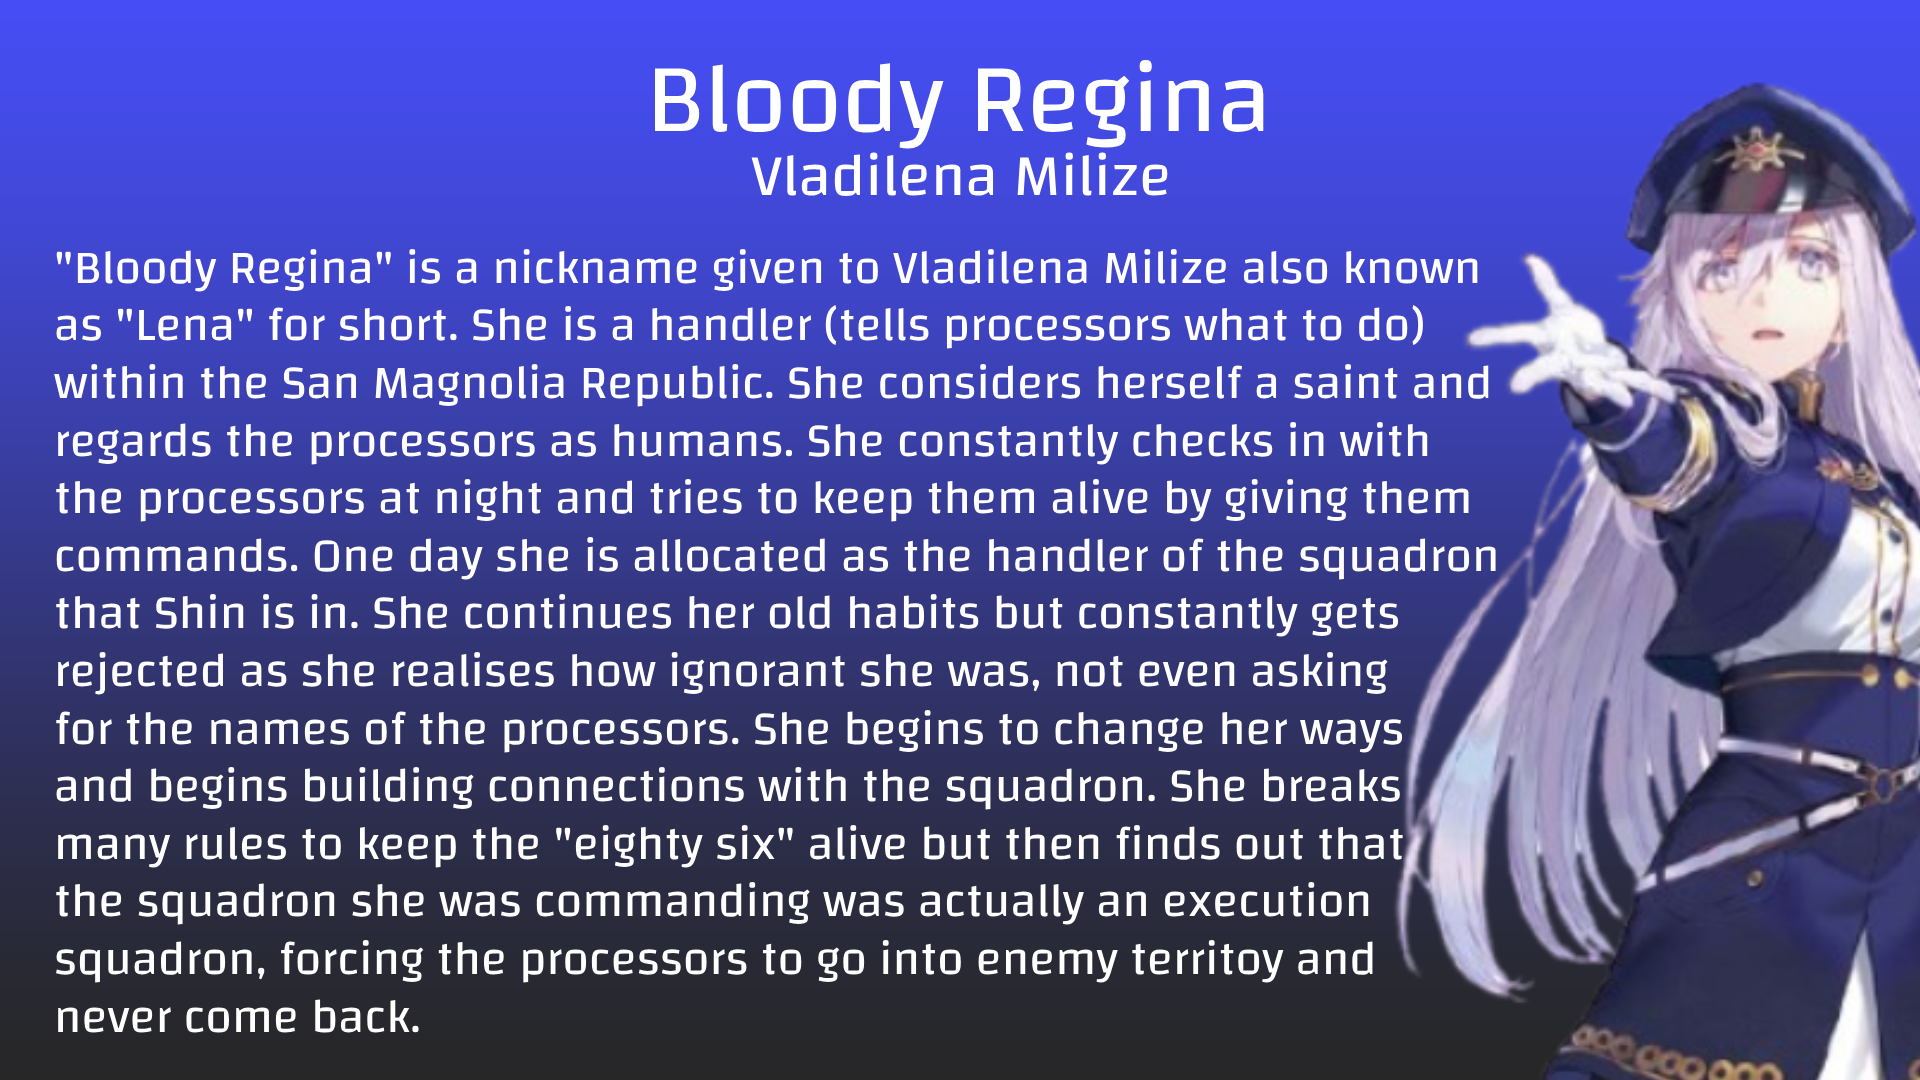 Bloody Regina
Vladilena Milize
"Bloody Regina" is a nickname given to Vladilena Milize also known
as "Lena" for short. She is a handler (tells processors what to do)
within the San Magnolia Republic. She considers herself a saint and
regards the processors as humans. She constantly checks in with
the processors at night and tries to keep them alive by giving them
commands. One day she is allocated as the handler of the squadron
that Shin is in. She continues her old habits but constantly gets
rejected as she realises how ignorant she was, not even asking
for the names of the processors. She begins to change her ways
and begins building connections with the squadron. She breaks
many rules to keep the "eighty six" alive but then finds out that
the squadron she was commanding was actually an execution
squadron, forcing the processors to go into enemy territoy and
never come back.